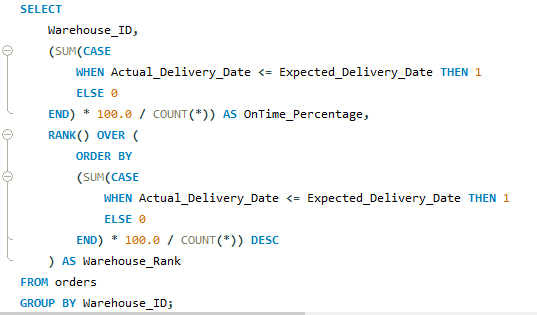 SELECT
Warehouse_ID,
(SUM(CASE
WHEN Actual_Delivery_Date <= Expected_Delivery_Date THEN 1
ELSE 0
END) * 100.0 / COUNT(*)) AS OnTime_Percentage,
RANK() OVER (
ORDER BY
(SUM(CASE
WHEN Actual_Delivery_Date <= Expected_Delivery_Date THEN 1
ELSE 0
END) * 100.0 / COUNT(*)) DESC
) AS Warehouse_Rank
FROM orders
GROUP BY Warehouse_ID;